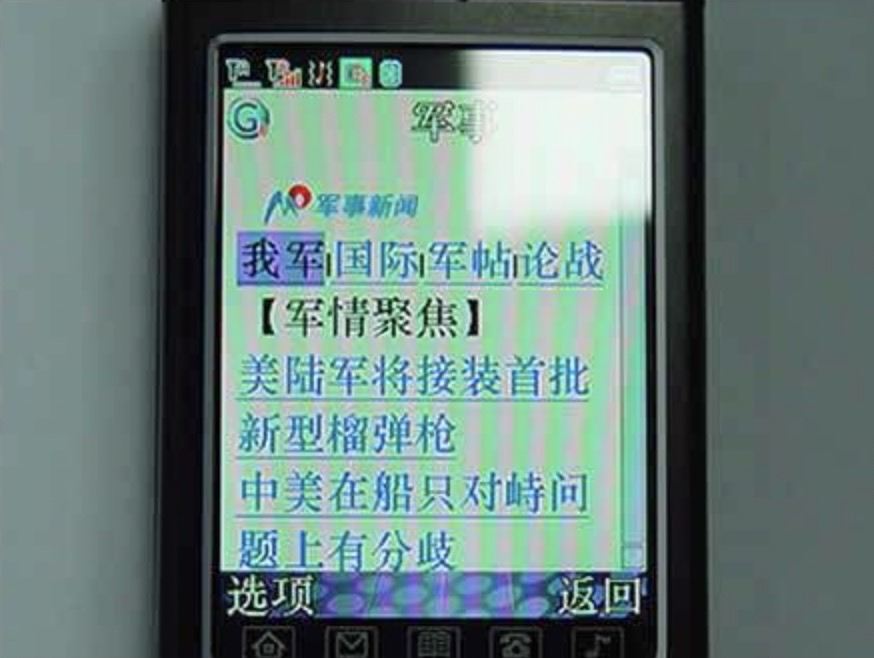 军事
军事新闻
我军|国际|军帖|论战
【军情聚焦】
美陆军将接装首批
新型榴弹枪
中美在船只对峙问
题上有分歧
选项 返回